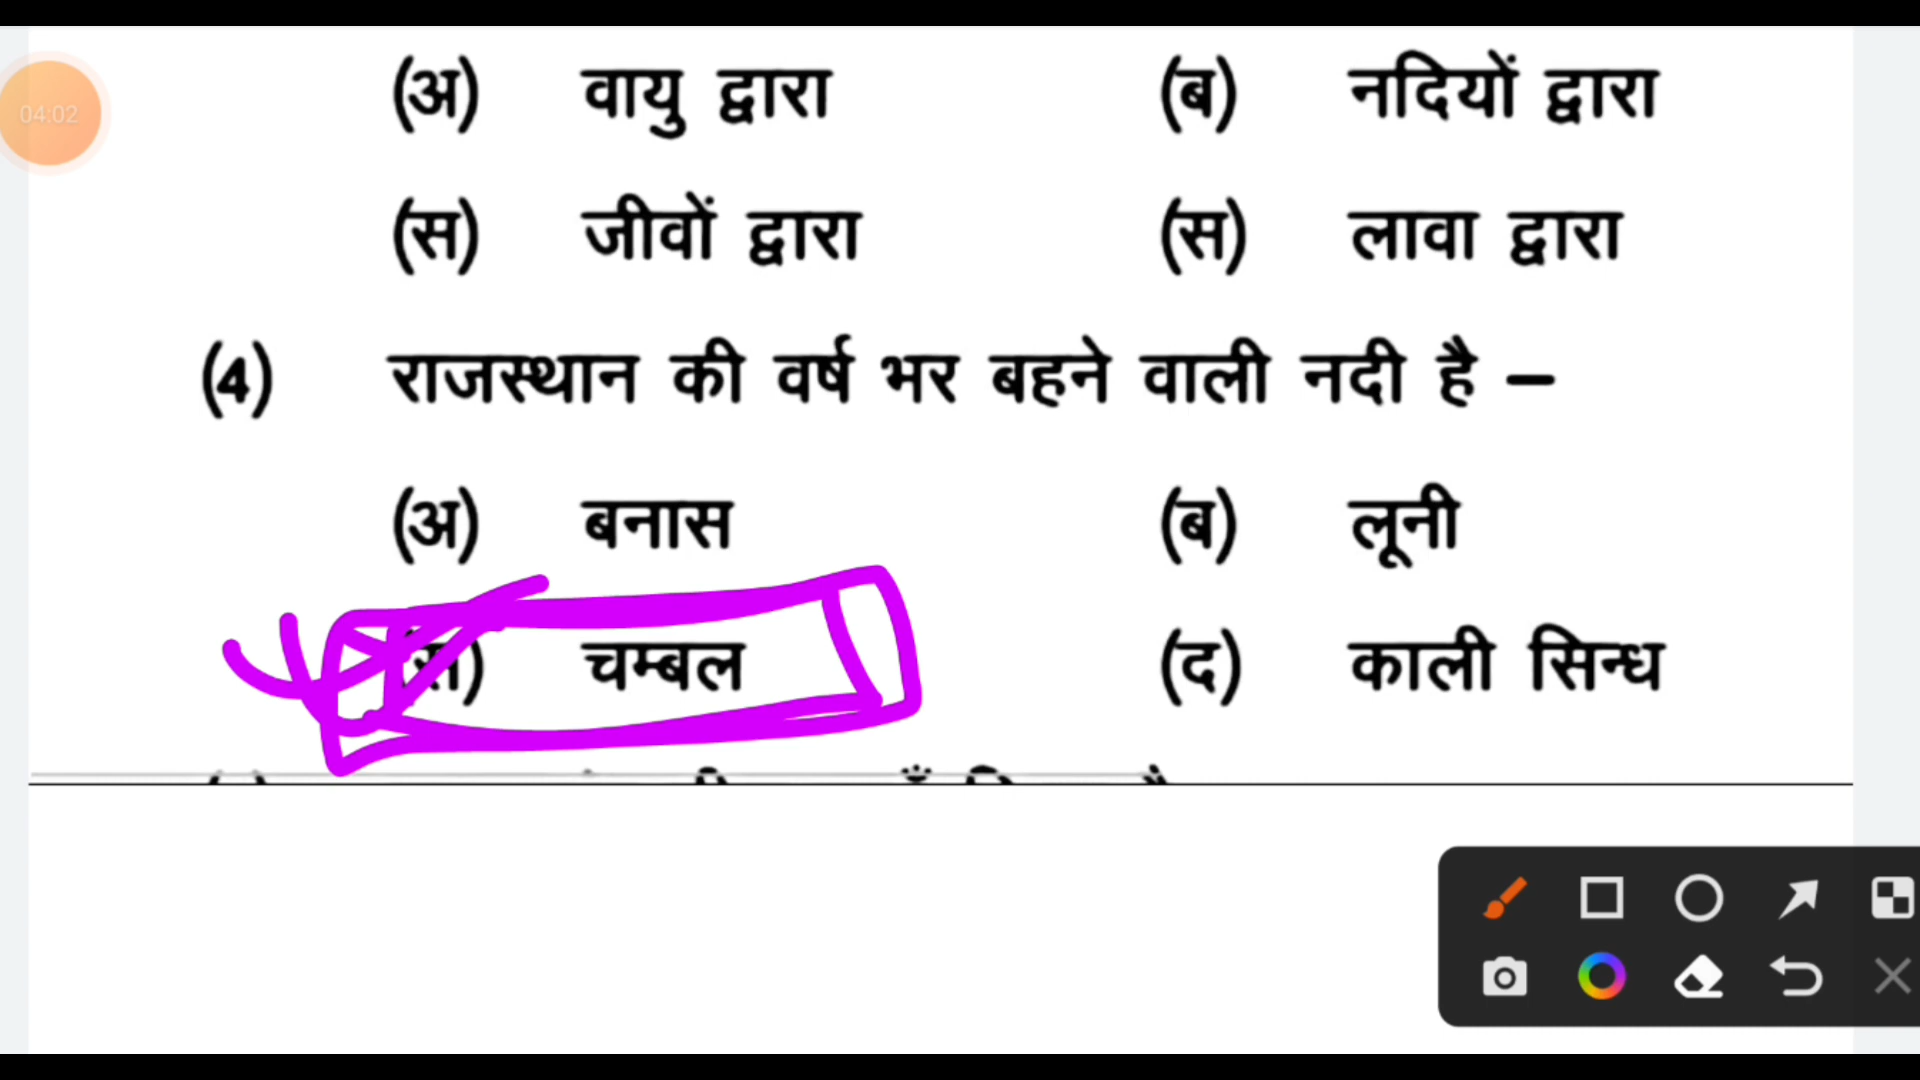 04:02
(अ) वायु द्वारा (ब) नदियों द्वारा
(स) जीवों द्वारा (स) लावा द्वारा
(4) राजस्थान की वर्ष भर बहने वाली नदी है –
(अ) बनास (ब) लूनी
(स) चम्बल (द) काली सिन्ध